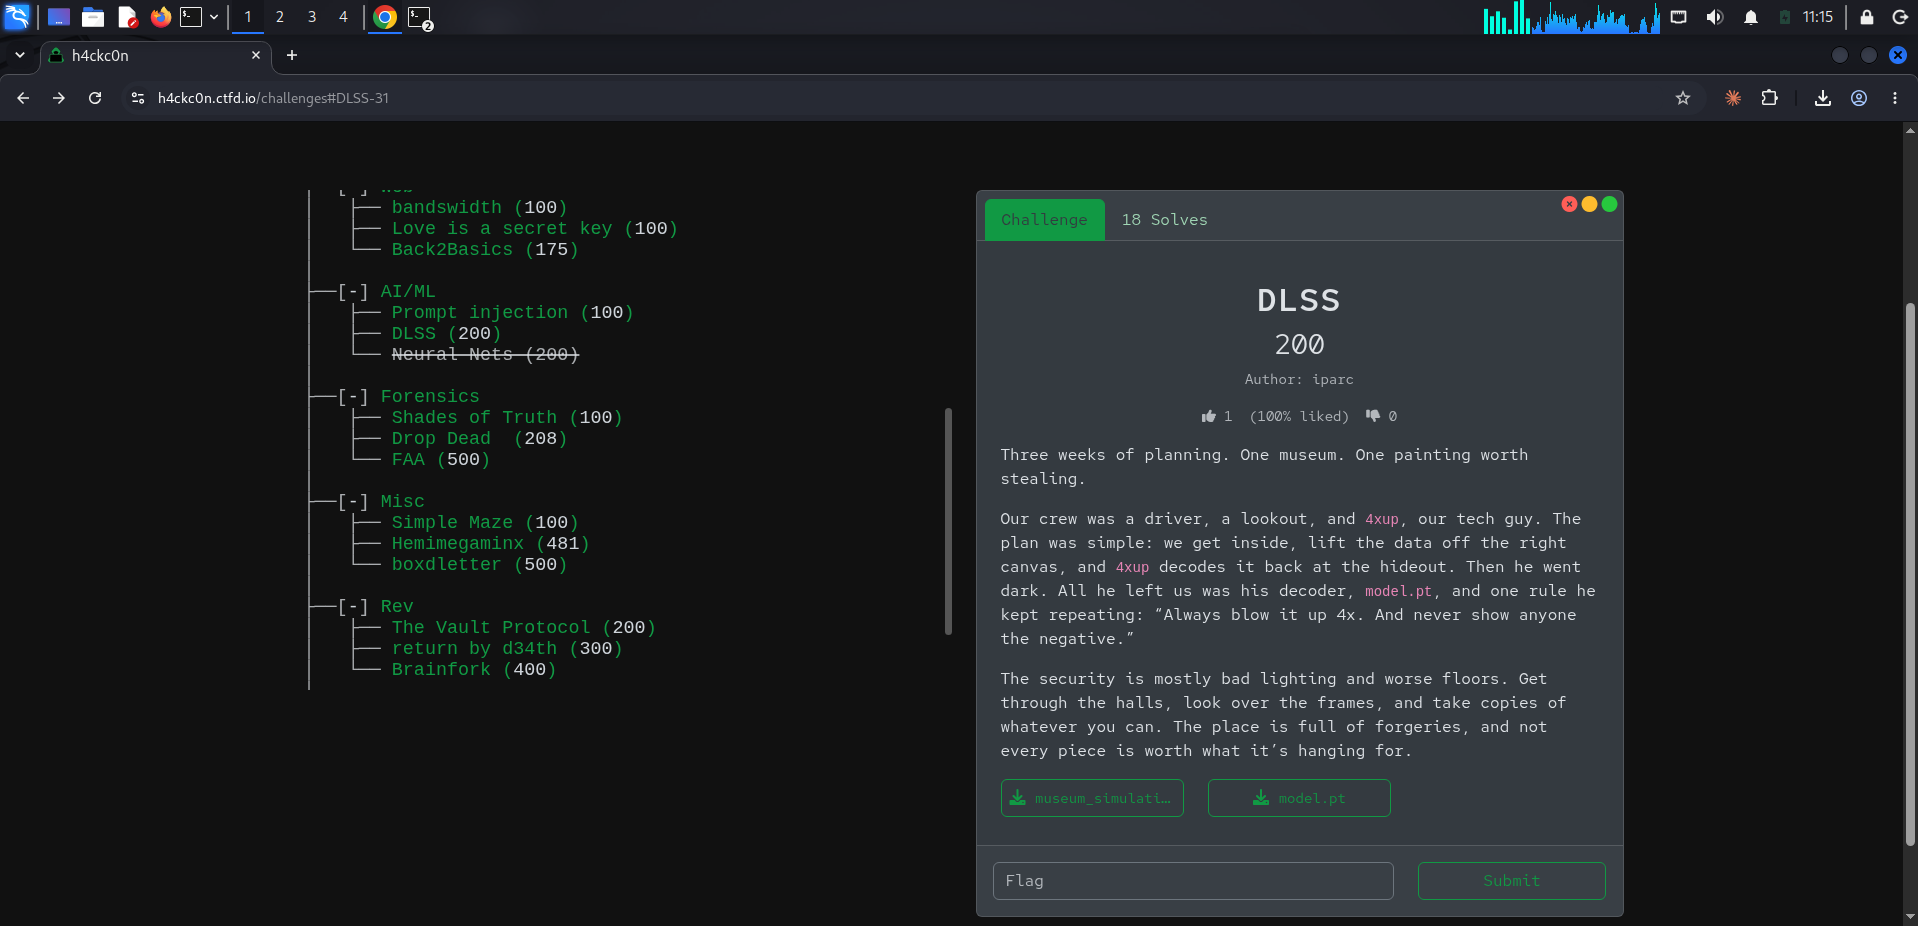 1 2 3 4
2
11:15
h4ckc0n
h4ckc0n.ctfd.io/challenges#DLSS-31
[-] Web
bandswidth (100)
Love is a secret key (100)
Back2Basics (175)
[-] AI/ML
Prompt injection (100)
DLSS (200)
Neural Nets (200)
[-] Forensics
Shades of Truth (100)
Drop Dead (208)
FAA (500)
[-] Misc
Simple Maze (100)
Hemimegaminx (481)
boxdletter (500)
[-] Rev
The Vault Protocol (200)
return by d34th (300)
Brainfork (400)
Challenge 18 Solves
DLSS
200
Author: iparc
1 (100% liked) 0
Three weeks of planning. One museum. One painting worth
stealing.
Our crew was a driver, a lookout, and 4xup, our tech guy. The
plan was simple: we get inside, lift the data off the right
canvas, and 4xup decodes it back at the hideout. Then he went
dark. All he left us was his decoder, model.pt, and one rule he
kept repeating: “Always blow it up 4x. And never show anyone
the negative.”
The security is mostly bad lighting and worse floors. Get
through the halls, look over the frames, and take copies of
whatever you can. The place is full of forgeries, and not
every piece is worth what it’s hanging for.
museum_simulati… model.pt
Flag Submit